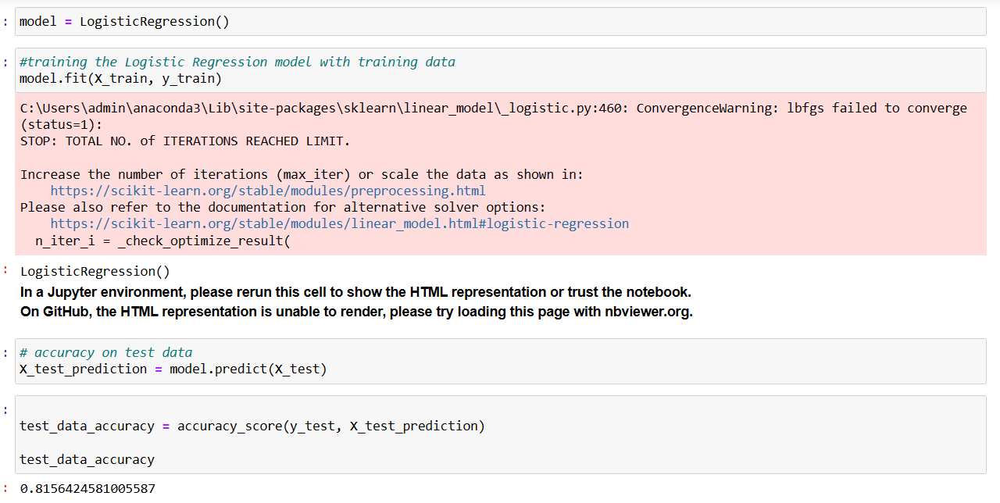 : model = LogisticRegression()
: #training the Logistic Regression model with training data
model.fit(X_train, y_train)
C:\Users\admin\anaconda3\Lib\site-packages\sklearn\linear_model\_logistic.py:460: ConvergenceWarning: lbfgs failed to converge
(status=1):
STOP: TOTAL NO. of ITERATIONS REACHED LIMIT.
Increase the number of iterations (max_iter) or scale the data as shown in:
https://scikit-learn.org/stable/modules/preprocessing.html
Please also refer to the documentation for alternative solver options:
https://scikit-learn.org/stable/modules/linear_model.html#logistic-regression
n_iter_i = _check_optimize_result(
: LogisticRegression()
In a Jupyter environment, please rerun this cell to show the HTML representation or trust the notebook.
On GitHub, the HTML representation is unable to render, please try loading this page with nbviewer.org.
: # accuracy on test data
X_test_prediction = model.predict(X_test)
:
test_data_accuracy = accuracy_score(y_test, X_test_prediction)
test_data_accuracy
: 0.8156424581005587